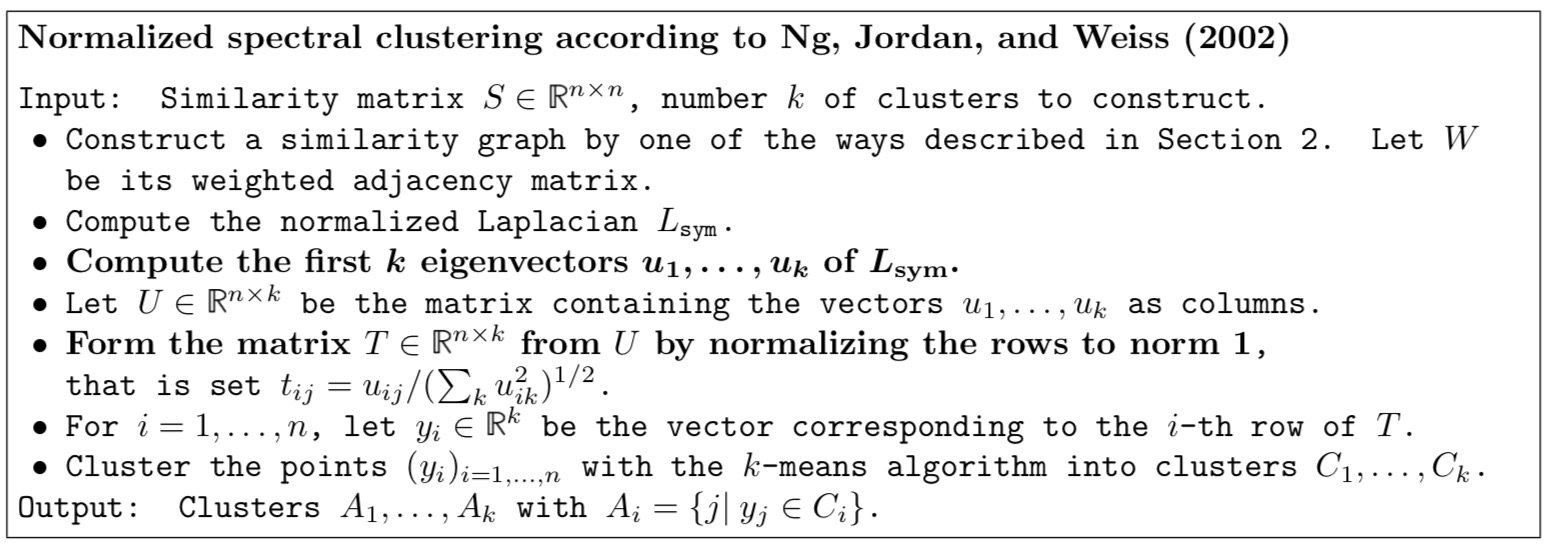 Normalized spectral clustering according to Ng, Jordan, and Weiss (2002)
Input: Similarity matrix $S \in \mathbb{R}^{n \times n}$, number $k$ of clusters to construct.
• Construct a similarity graph by one of the ways described in Section 2. Let $W$
be its weighted adjacency matrix.
• Compute the normalized Laplacian $L_{\text{sym}}$.
• Compute the first $k$ eigenvectors $u_1, \ldots, u_k$ of $L_{\text{sym}}$.
• Let $U \in \mathbb{R}^{n \times k}$ be the matrix containing the vectors $u_1, \ldots, u_k$ as columns.
• Form the matrix $T \in \mathbb{R}^{n \times k}$ from $U$ by normalizing the rows to norm 1,
that is set $t_{ij} = u_{ij}/(\sum_k u_{ik}^2)^{1/2}$.
• For $i = 1, \ldots, n$, let $y_i \in \mathbb{R}^k$ be the vector corresponding to the $i$-th row of $T$.
• Cluster the points $(y_i)_{i=1,\ldots,n}$ with the $k$-means algorithm into clusters $C_1, \ldots, C_k$.
Output: Clusters $A_1, \ldots, A_k$ with $A_i = \{j |\, y_j \in C_i\}$.